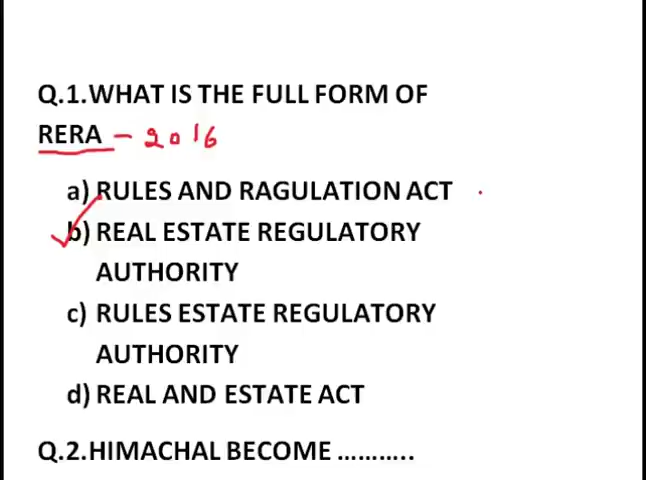 Q.1.WHAT IS THE FULL FORM OF
RERA – 2016
a) RULES AND RAGULATION ACT
b) REAL ESTATE REGULATORY
AUTHORITY
c) RULES ESTATE REGULATORY
AUTHORITY
d) REAL AND ESTATE ACT
Q.2.HIMACHAL BECOME ………..